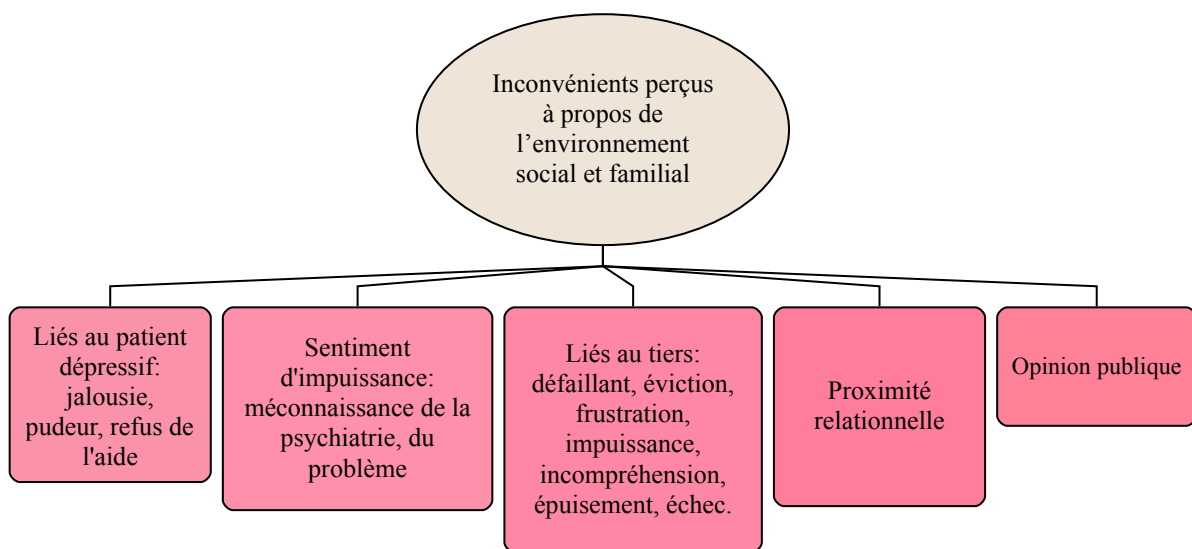 Inconvénients perçus
à propos de
l’environnement
social et familial
Liés au patient
dépressif:
jalousie,
pudeur, refus de
l'aide
Sentiment
d'impuissance:
méconnaissance de la
psychiatrie, du
problème
Liés au tiers:
défaillant, éviction,
frustration,
impuissance,
incompréhension,
épuisement, échec.
Proximité
relationnelle
Opinion publique